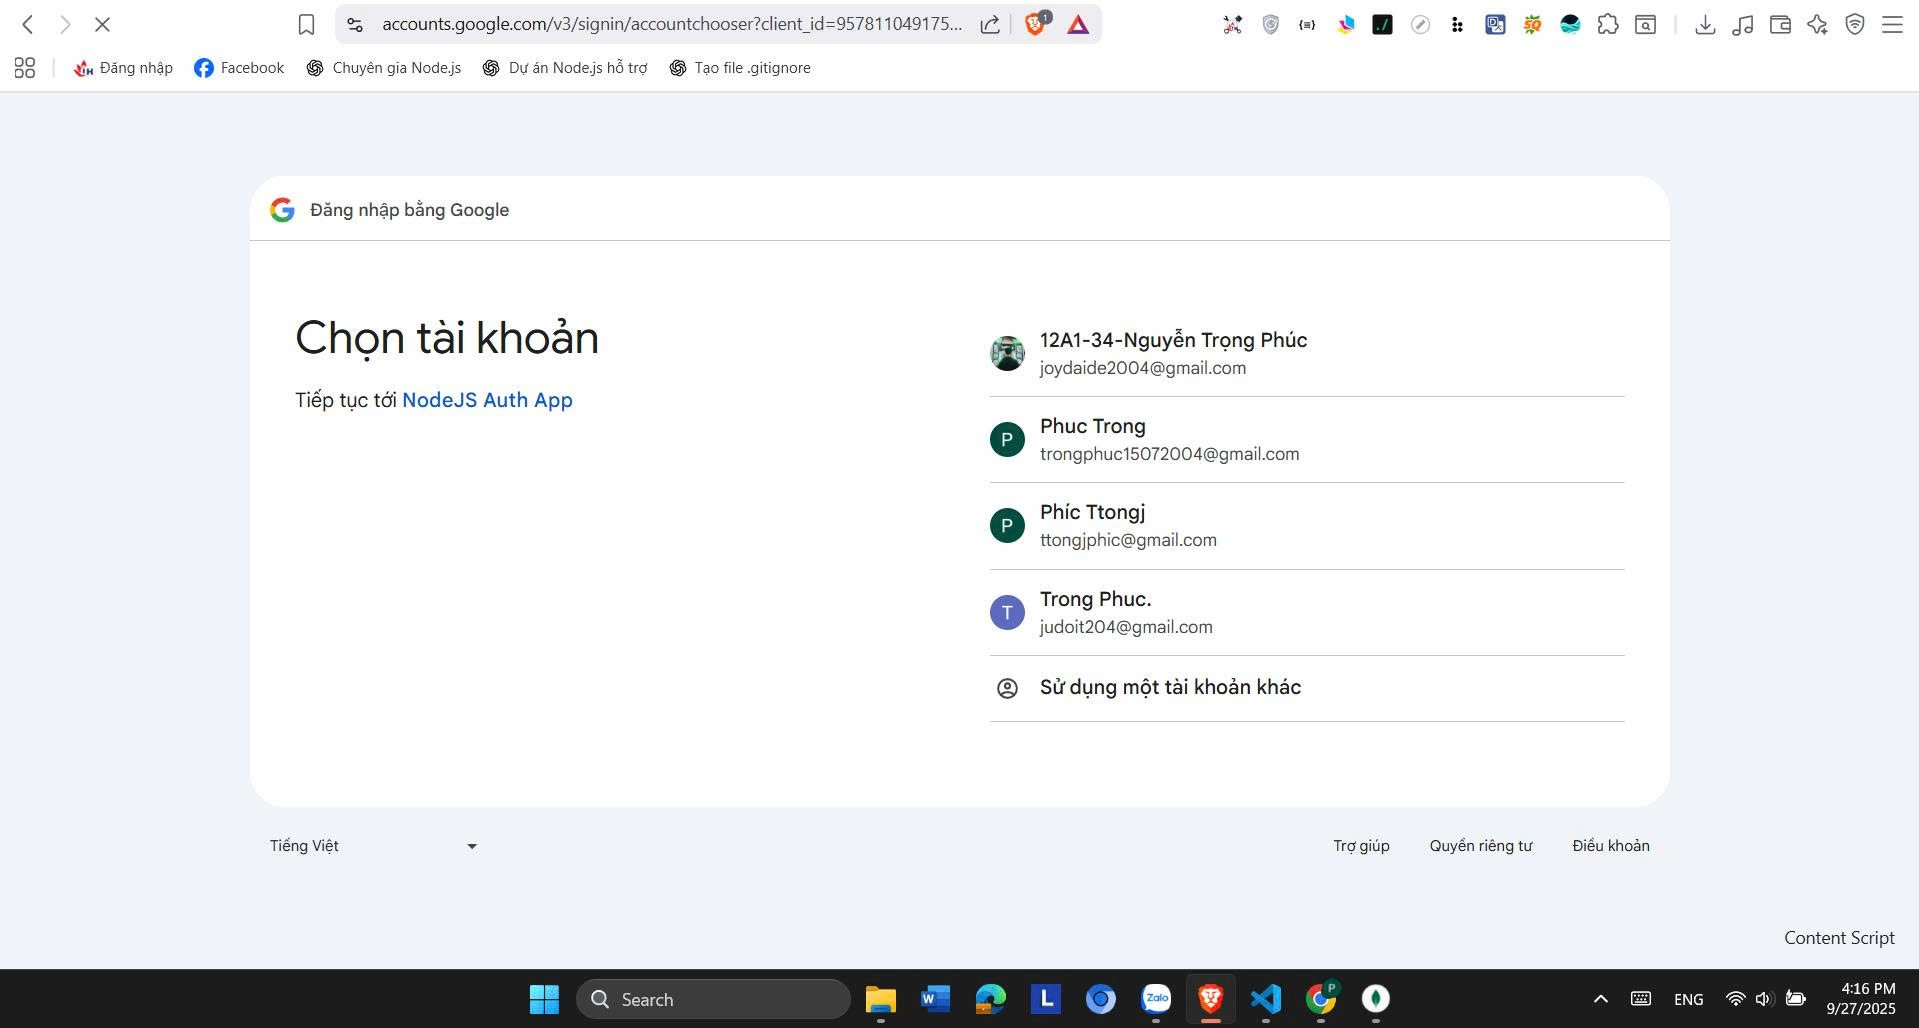 accounts.google.com/v3/signin/accountchooser?client_id=957811049175...
1
Đăng nhập
Facebook
Chuyên gia Node.js
Dự án Node.js hỗ trợ
Tạo file .gitignore
Đăng nhập bằng Google
Chọn tài khoản
Tiếp tục tới NodeJS Auth App
12A1-34-Nguyễn Trọng Phúc
joydaide2004@gmail.com
P
Phuc Trong
trongphuc15072004@gmail.com
P
Phíc Ttongj
ttongjphic@gmail.com
T
Trong Phuc.
judoit204@gmail.com
Sử dụng một tài khoản khác
Tiếng Việt
Trợ giúp
Quyền riêng tư
Điều khoản
Content Script
Search
W
L
Zalo
P
ENG
4:16 PM
9/27/2025